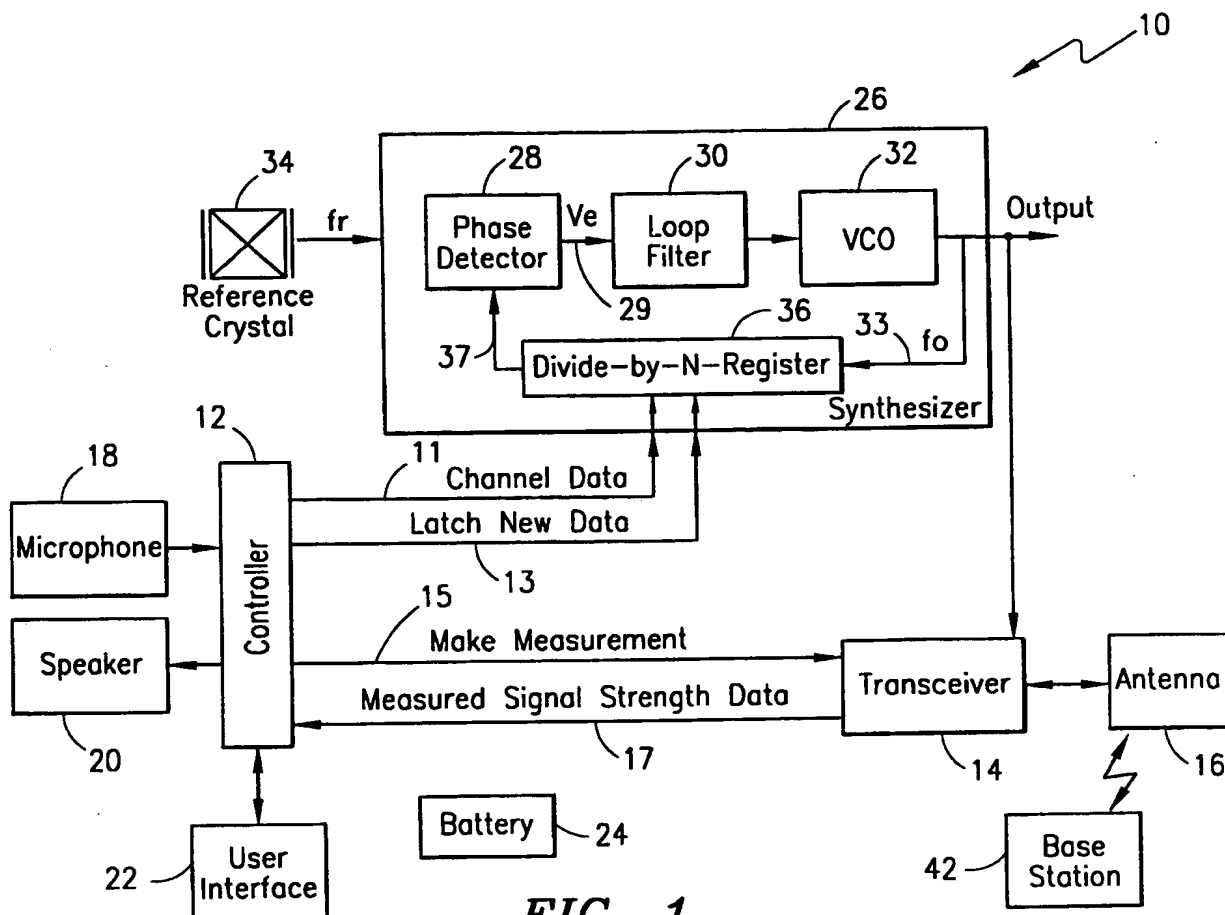 10
26
34
28
30
32
fr
Phase
Detector
Ve
Loop
Filter
VCO
Output
Reference
Crystal
29
36
33
fo
37
Divide-by-N-Register
Synthesizer
12
18
11
Channel Data
Microphone
Latch New Data
13
Controller
15
Make Measurement
Speaker
Transceiver
Antenna
Measured Signal Strength Data
20
17
14
16
Battery
24
22
User
Interface
42
Base
Station
FIG. 1